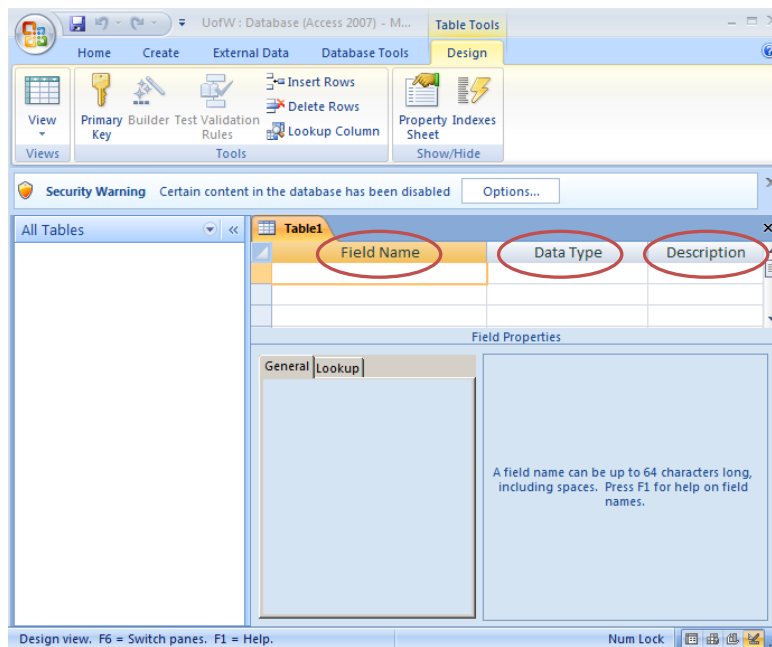 UofW : Database (Access 2007) - M...
Table Tools
Home Create External Data Database Tools Design
View
Primary Key
Builder
Test Validation Rules
Insert Rows
Delete Rows
Lookup Column
Property Sheet
Indexes
Views Tools Show/Hide
Security Warning Certain content in the database has been disabled Options...
All Tables
Table1
Field Name Data Type Description
Field Properties
General Lookup
A field name can be up to 64 characters long,
including spaces. Press F1 for help on field
names.
Design view. F6 = Switch panes. F1 = Help. Num Lock